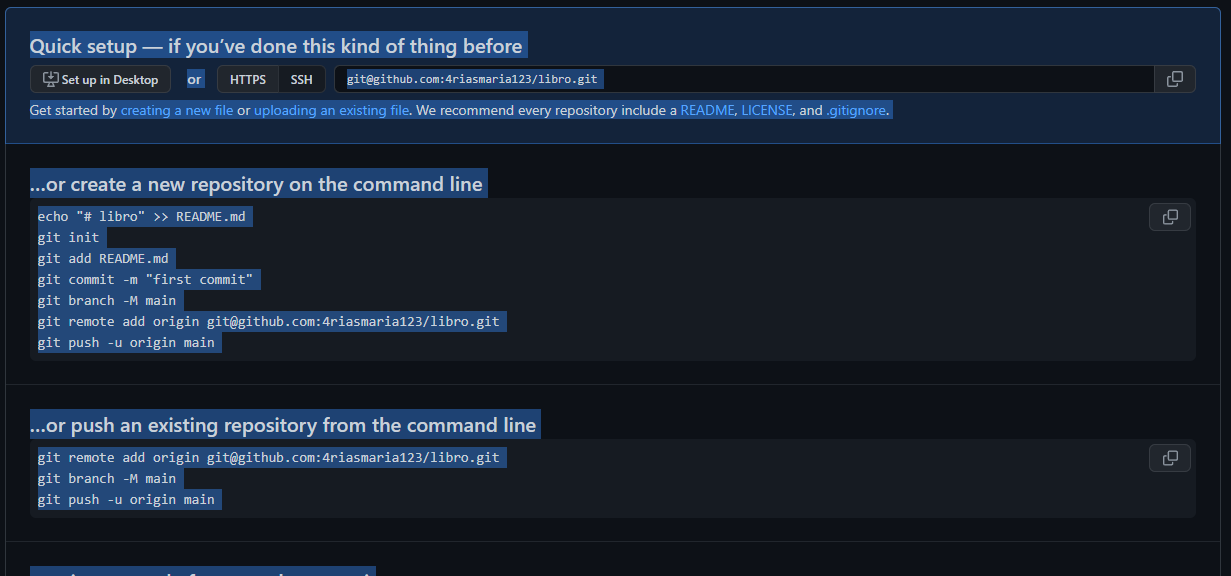 Quick setup — if you’ve done this kind of thing before
Set up in Desktop or HTTPS SSH git@github.com:4riasmaria123/libro.git
Get started by creating a new file or uploading an existing file. We recommend every repository include a README, LICENSE, and .gitignore.
…or create a new repository on the command line
echo "# libro" >> README.md
git init
git add README.md
git commit -m "first commit"
git branch -M main
git remote add origin git@github.com:4riasmaria123/libro.git
git push -u origin main
…or push an existing repository from the command line
git remote add origin git@github.com:4riasmaria123/libro.git
git branch -M main
git push -u origin main